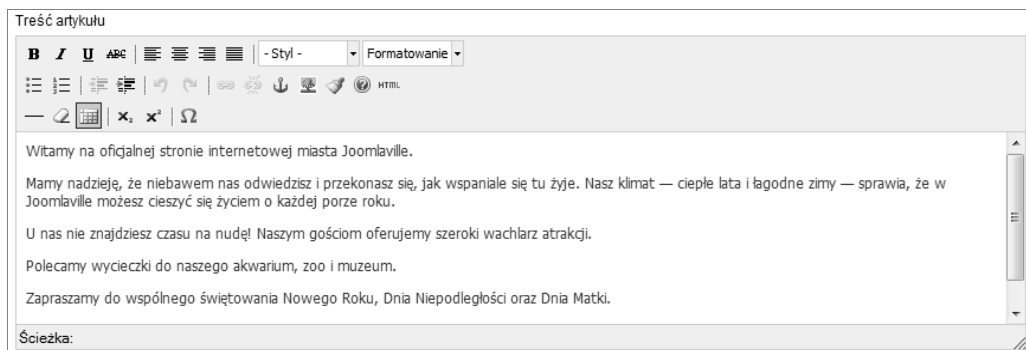 Treść artykułu
B I U ABC - Styl - Formatowanie
HTML
x₂ x² Ω
Witamy na oficjalnej stronie internetowej miasta Joomlaville.
Mamy nadzieję, że niebawem nas odwiedzisz i przekonasz się, jak wspaniale się tu żyje. Nasz klimat — ciepłe lata i łagodne zimy — sprawia, że w
Joomlaville możesz cieszyć się życiem o każdej porze roku.
U nas nie znajdziesz czasu na nudę! Naszym gościom oferujemy szeroki wachlarz atrakcji.
Polecamy wycieczki do naszego akwarium, zoo i muzeum.
Zapraszamy do wspólnego świętowania Nowego Roku, Dnia Niepodległości oraz Dnia Matki.
Ścieżka: